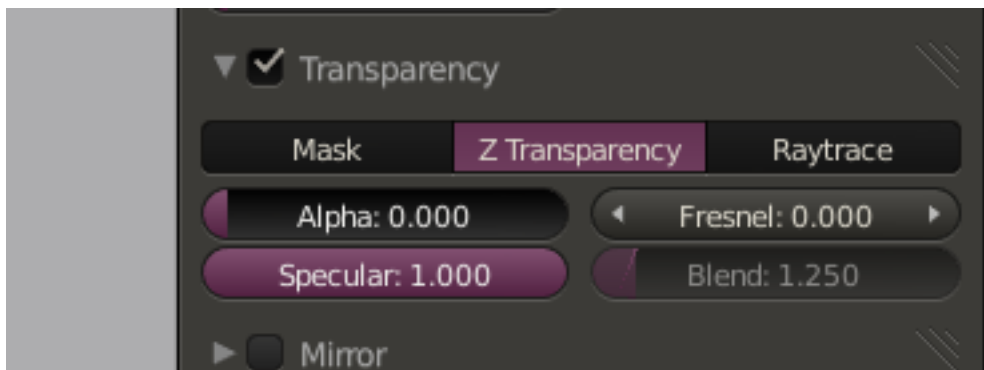 Transparency
Mask Z Transparency Raytrace
Alpha: 0.000 Fresnel: 0.000
Specular: 1.000 Blend: 1.250
Mirror